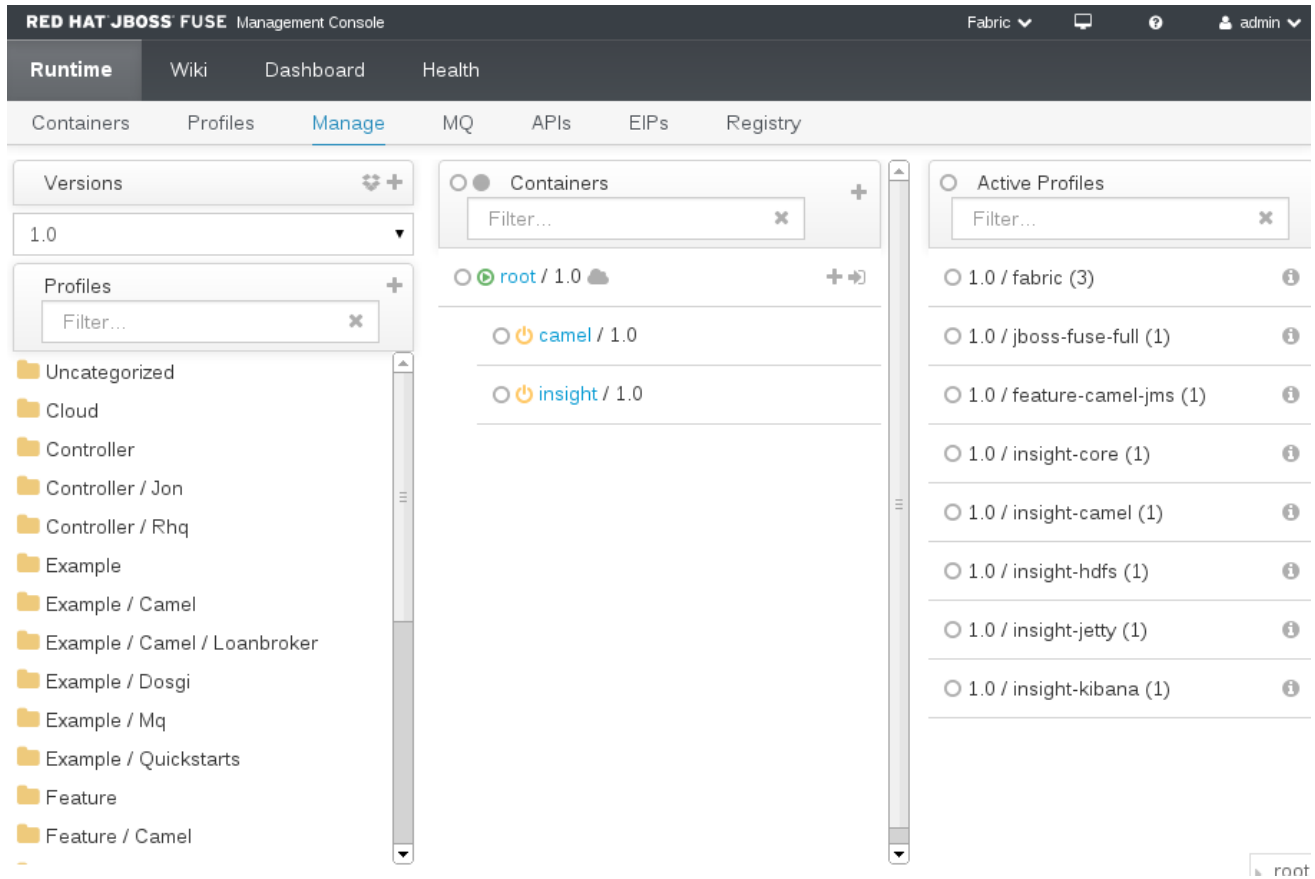 RED HAT JBOSS FUSE Management Console
Fabric
admin
Runtime
Wiki
Dashboard
Health
Containers
Profiles
Manage
MQ
APIs
EIPs
Registry
Versions
1.0
Profiles
Filter...
Uncategorized
Cloud
Controller
Controller / Jon
Controller / Rhq
Example
Example / Camel
Example / Camel / Loanbroker
Example / Dosgi
Example / Mq
Example / Quickstarts
Feature
Feature / Camel
Containers
Filter...
root / 1.0
camel / 1.0
insight / 1.0
Active Profiles
Filter...
1.0 / fabric (3)
1.0 / jboss-fuse-full (1)
1.0 / feature-camel-jms (1)
1.0 / insight-core (1)
1.0 / insight-camel (1)
1.0 / insight-hdfs (1)
1.0 / insight-jetty (1)
1.0 / insight-kibana (1)
root